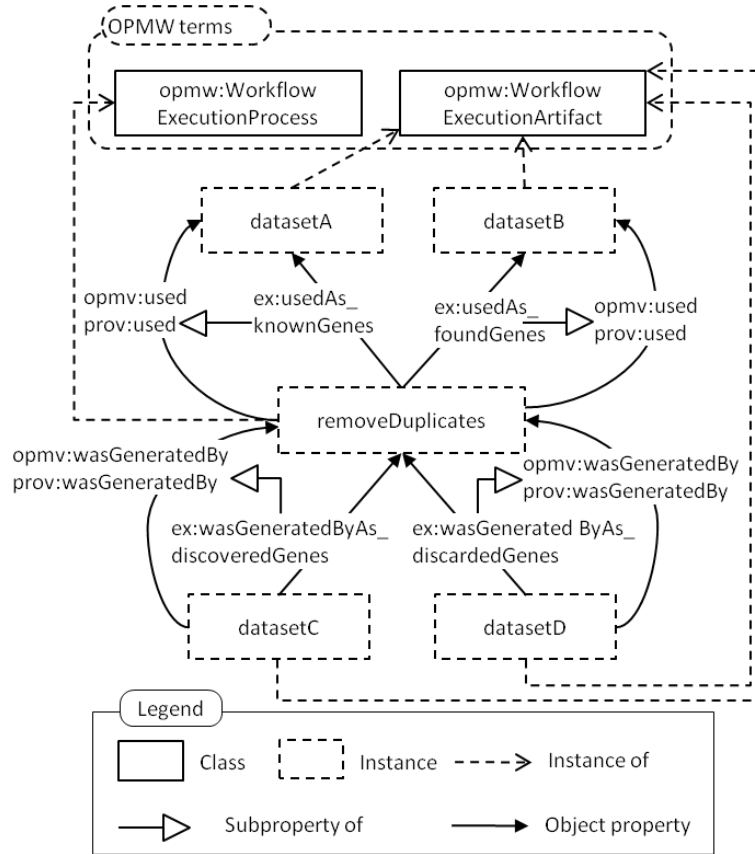 OPMW terms
opmw:Workflow
ExecutionProcess
opmw:Workflow
ExecutionArtifact
datasetA
datasetB
opmv:used
prov:used
ex:usedAs_
knownGenes
ex:usedAs_
foundGenes
opmv:used
prov:used
removeDuplicates
opmv:wasGeneratedBy
prov:wasGeneratedBy
opmv:wasGeneratedBy
prov:wasGeneratedBy
ex:wasGeneratedByAs_
discoveredGenes
ex:wasGenerated ByAs_
discardedGenes
datasetC
datasetD
Legend
Class
Instance
Instance of
Subproperty of
Object property